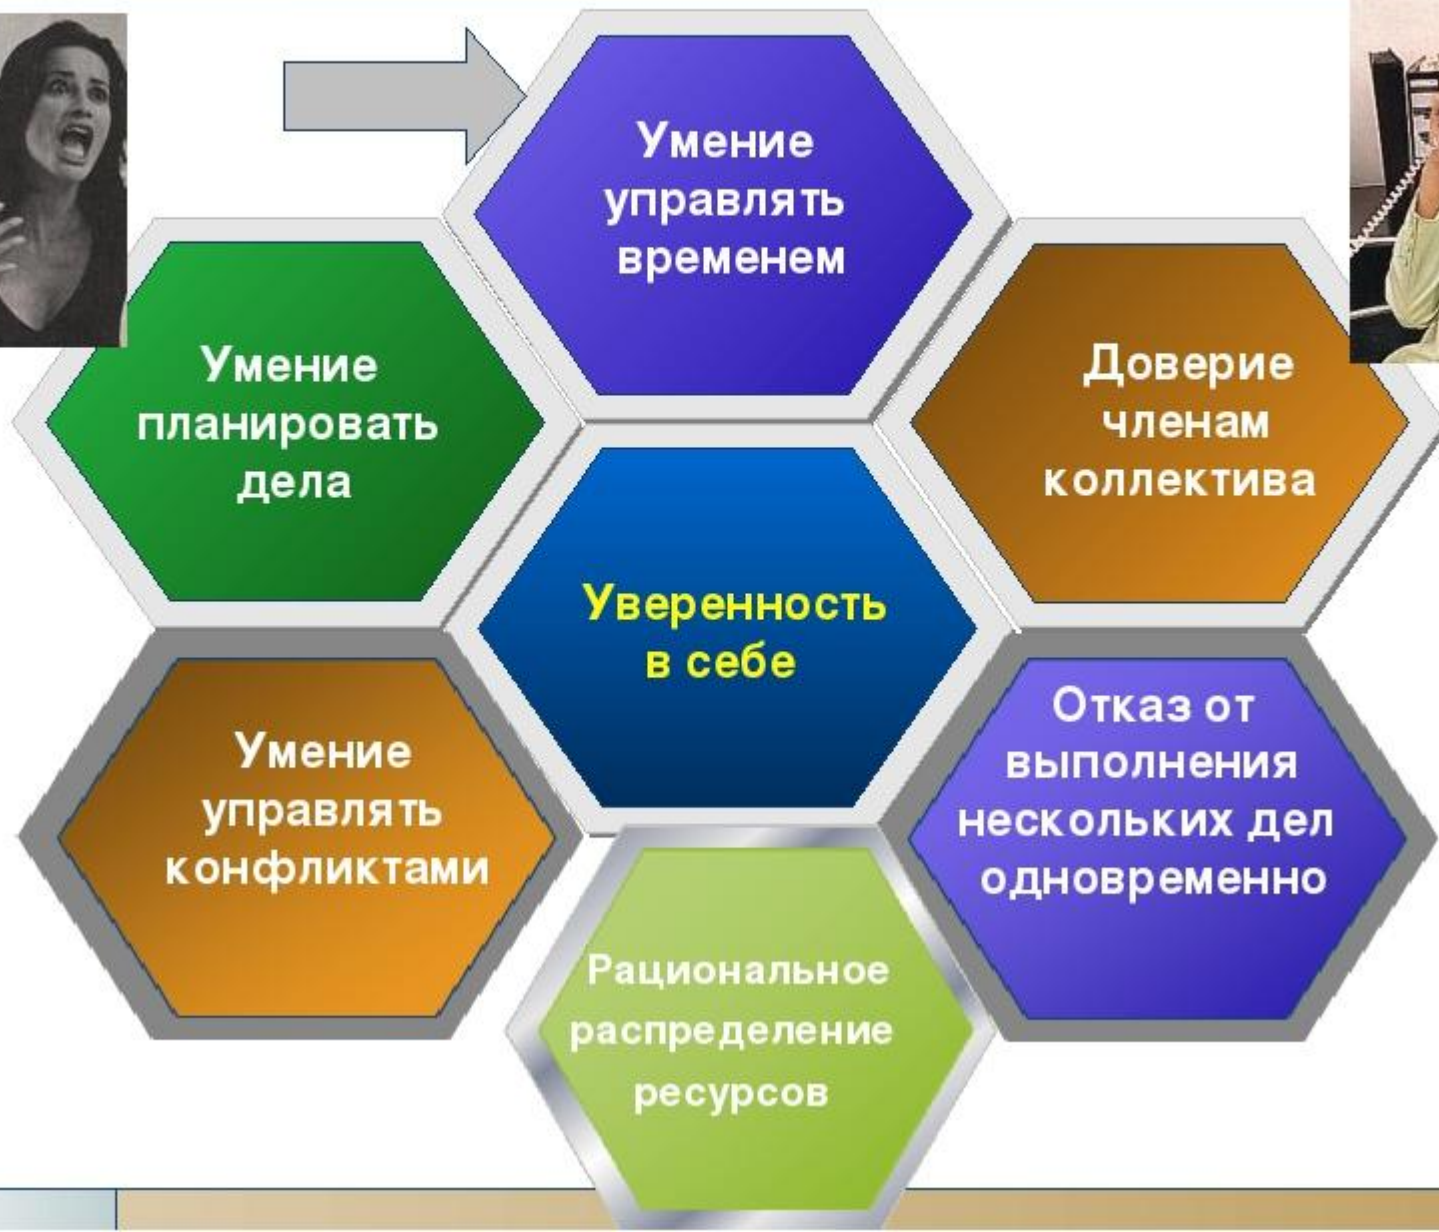 Умение
управлять
временем
Умение
планировать
дела
Доверие
членам
коллектива
Уверенность
в себе
Умение
управлять
конфликтами
Отказ от
выполнения
нескольких дел
одновременно
Рациональное
распределение
ресурсов